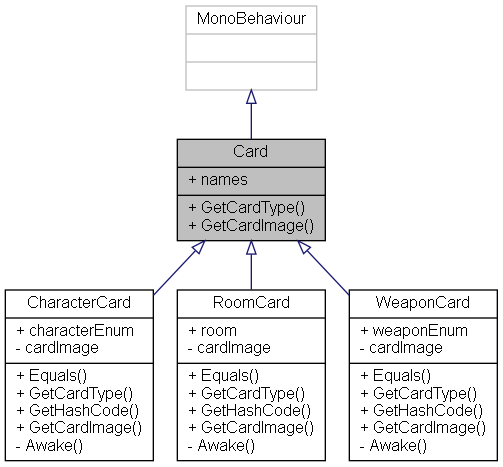 MonoBehaviour
Card
+ names
+ GetCardType()
+ GetCardImage()
CharacterCard
+ characterEnum
- cardImage
+ Equals()
+ GetCardType()
+ GetHashCode()
+ GetCardImage()
- Awake()
RoomCard
+ room
- cardImage
+ Equals()
+ GetCardType()
+ GetHashCode()
+ GetCardImage()
- Awake()
WeaponCard
+ weaponEnum
- cardImage
+ Equals()
+ GetCardType()
+ GetHashCode()
+ GetCardImage()
- Awake()